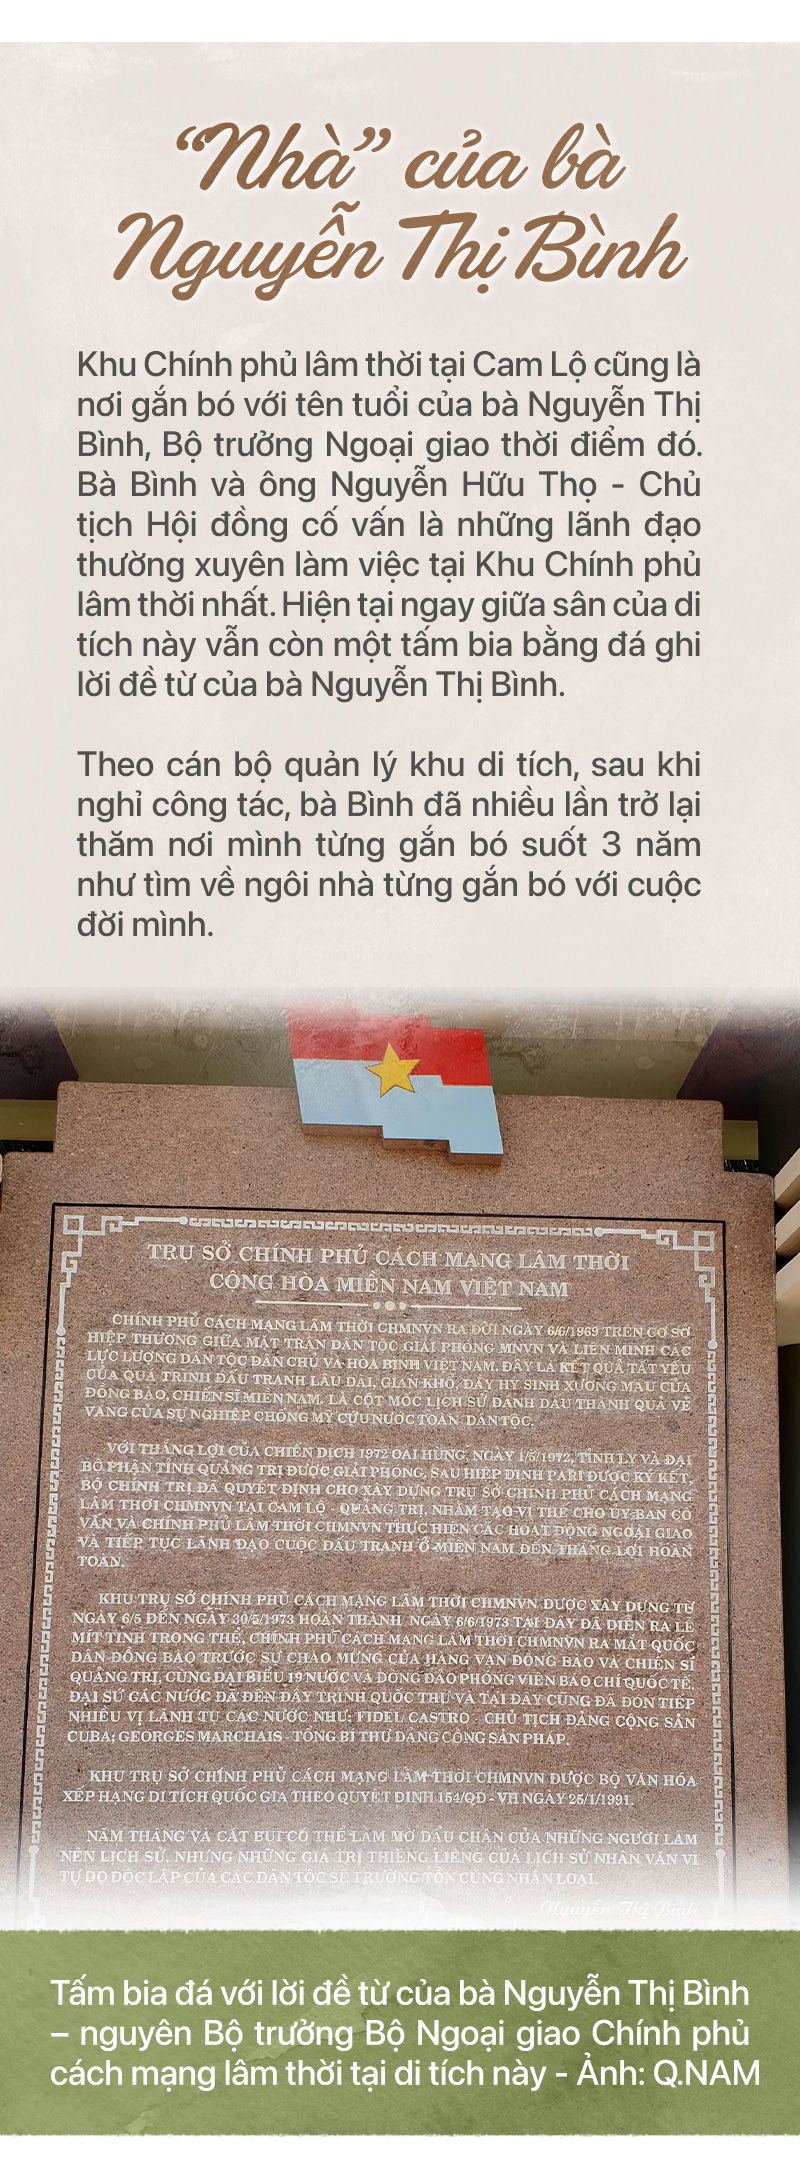 “Nhà” của bà
Nguyễn Thị Bình
Khu Chính phủ lâm thời tại Cam Lộ cũng là
nơi gắn bó với tên tuổi của bà Nguyễn Thị
Bình, Bộ trưởng Ngoại giao thời điểm đó.
Bà Bình và ông Nguyễn Hữu Thọ - Chủ
tịch Hội đồng cố vấn là những lãnh đạo
thường xuyên làm việc tại Khu Chính phủ
lâm thời nhất. Hiện tại ngay giữa sân của di
tích này vẫn còn một tấm bia bằng đá ghi
lời đề từ của bà Nguyễn Thị Bình.
Theo cán bộ quản lý khu di tích, sau khi
nghỉ công tác, bà Bình đã nhiều lần trở lại
thăm nơi mình từng gắn bó suốt 3 năm
như tìm về ngôi nhà từng gắn bó với cuộc
đời mình.
TRỤ SỞ CHÍNH PHỦ CÁCH MẠNG LÂM THỜI
CỘNG HÒA MIỀN NAM VIỆT NAM
CHÍNH PHỦ CÁCH MẠNG LÂM THỜI CHMNVN RA ĐỜI NGÀY 6/6/1969 TRÊN CƠ SỞ
HIỆP THƯƠNG GIỮA MẶT TRẬN DÂN TỘC GIẢI PHÓNG MNVN VÀ LIÊN MINH CÁC
LỰC LƯỢNG DÂN TỘC DÂN CHỦ VÀ HÒA BÌNH VIỆT NAM. ĐÂY LÀ KẾT QUẢ TẤT YẾU
CỦA QUÁ TRÌNH ĐẤU TRANH LÂU DÀI, GIAN KHỔ, ĐẦY HY SINH XƯƠNG MÁU CỦA
ĐỒNG BÀO, CHIẾN SĨ MIỀN NAM, LÀ CỘT MỐC LỊCH SỬ ĐÁNH DẤU THÀNH QUẢ VẺ
VANG CỦA SỰ NGHIỆP CHỐNG MỸ CỨU NƯỚC TOÀN DÂN TỘC.
VỚI THẮNG LỢI CỦA CHIẾN DỊCH 1972 OAI HÙNG, NGÀY 1/5/1972, TỈNH LỴ VÀ ĐẠI
BỘ PHẬN TỈNH QUẢNG TRỊ ĐƯỢC GIẢI PHÓNG, SAU HIỆP ĐỊNH PARI ĐƯỢC KÝ KẾT,
BỘ CHÍNH TRỊ ĐÃ QUYẾT ĐỊNH CHO XÂY DỰNG TRỤ SỞ CHÍNH PHỦ CÁCH MẠNG
LÂM THỜI CHMNVN TẠI CAM LỘ - QUẢNG TRỊ, NHẰM TẠO VỊ THẾ CHO ỦY BAN CỐ
VẤN VÀ CHÍNH PHỦ LÂM THỜI CHMNVN THỰC HIỆN CÁC HOẠT ĐỘNG NGOẠI GIAO
VÀ TIẾP TỤC LÃNH ĐẠO CUỘC ĐẤU TRANH Ở MIỀN NAM ĐẾN THẮNG LỢI HOÀN
TOÀN.
KHU TRỤ SỞ CHÍNH PHỦ CÁCH MẠNG LÂM THỜI CHMNVN ĐƯỢC XÂY DỰNG TỪ
NGÀY 6/5 ĐẾN NGÀY 30/5/1973 HOÀN THÀNH NGÀY 6/6/1973 TẠI ĐÂY ĐÃ DIỄN RA LỄ
MÍT TINH TRỌNG THỂ, CHÍNH PHỦ CÁCH MẠNG LÂM THỜI CHMNVN RA MẮT QUỐC
DÂN ĐỒNG BÀO TRƯỚC SỰ CHÀO MỪNG CỦA HÀNG VẠN ĐỒNG BÀO VÀ CHIẾN SĨ
QUẢNG TRỊ, CÙNG ĐẠI BIỂU 19 NƯỚC VÀ ĐÔNG ĐẢO PHÓNG VIÊN BÁO CHÍ QUỐC TẾ.
ĐẠI SỨ CÁC NƯỚC ĐÃ ĐẾN ĐÂY TRÌNH QUỐC THƯ VÀ TẠI ĐÂY CŨNG ĐÃ ĐÓN TIẾP
NHIỀU VỊ LÃNH TỤ CÁC NƯỚC NHƯ: FIDEL CASTRO - CHỦ TỊCH ĐẢNG CỘNG SẢN
CUBA; GEORGES MARCHAIS - TỔNG BÍ THƯ ĐẢNG CỘNG SẢN PHÁP.
KHU TRỤ SỞ CHÍNH PHỦ CÁCH MẠNG LÂM THỜI CHMNVN ĐƯỢC BỘ VĂN HÓA
XẾP HẠNG DI TÍCH QUỐC GIA THEO QUYẾT ĐỊNH 154/QĐ - VH NGÀY 25/1/1991.
NĂM THÁNG VÀ CÁT BỤI CÓ THỂ LÀM MỜ DẤU CHÂN CỦA NHỮNG NGƯỜI LÀM
NÊN LỊCH SỬ, NHƯNG NHỮNG GIÁ TRỊ THIÊNG LIÊNG CỦA LỊCH SỬ NHÂN VĂN VÌ
TỰ DO ĐỘC LẬP CỦA CÁC DÂN TỘC SẼ TRƯỜNG TỒN CÙNG NHÂN LOẠI.
Nguyễn Thị Bình
Tấm bia đá với lời đề từ của bà Nguyễn Thị Bình
– nguyên Bộ trưởng Bộ Ngoại giao Chính phủ
cách mạng lâm thời tại di tích này - Ảnh: Q.NAM